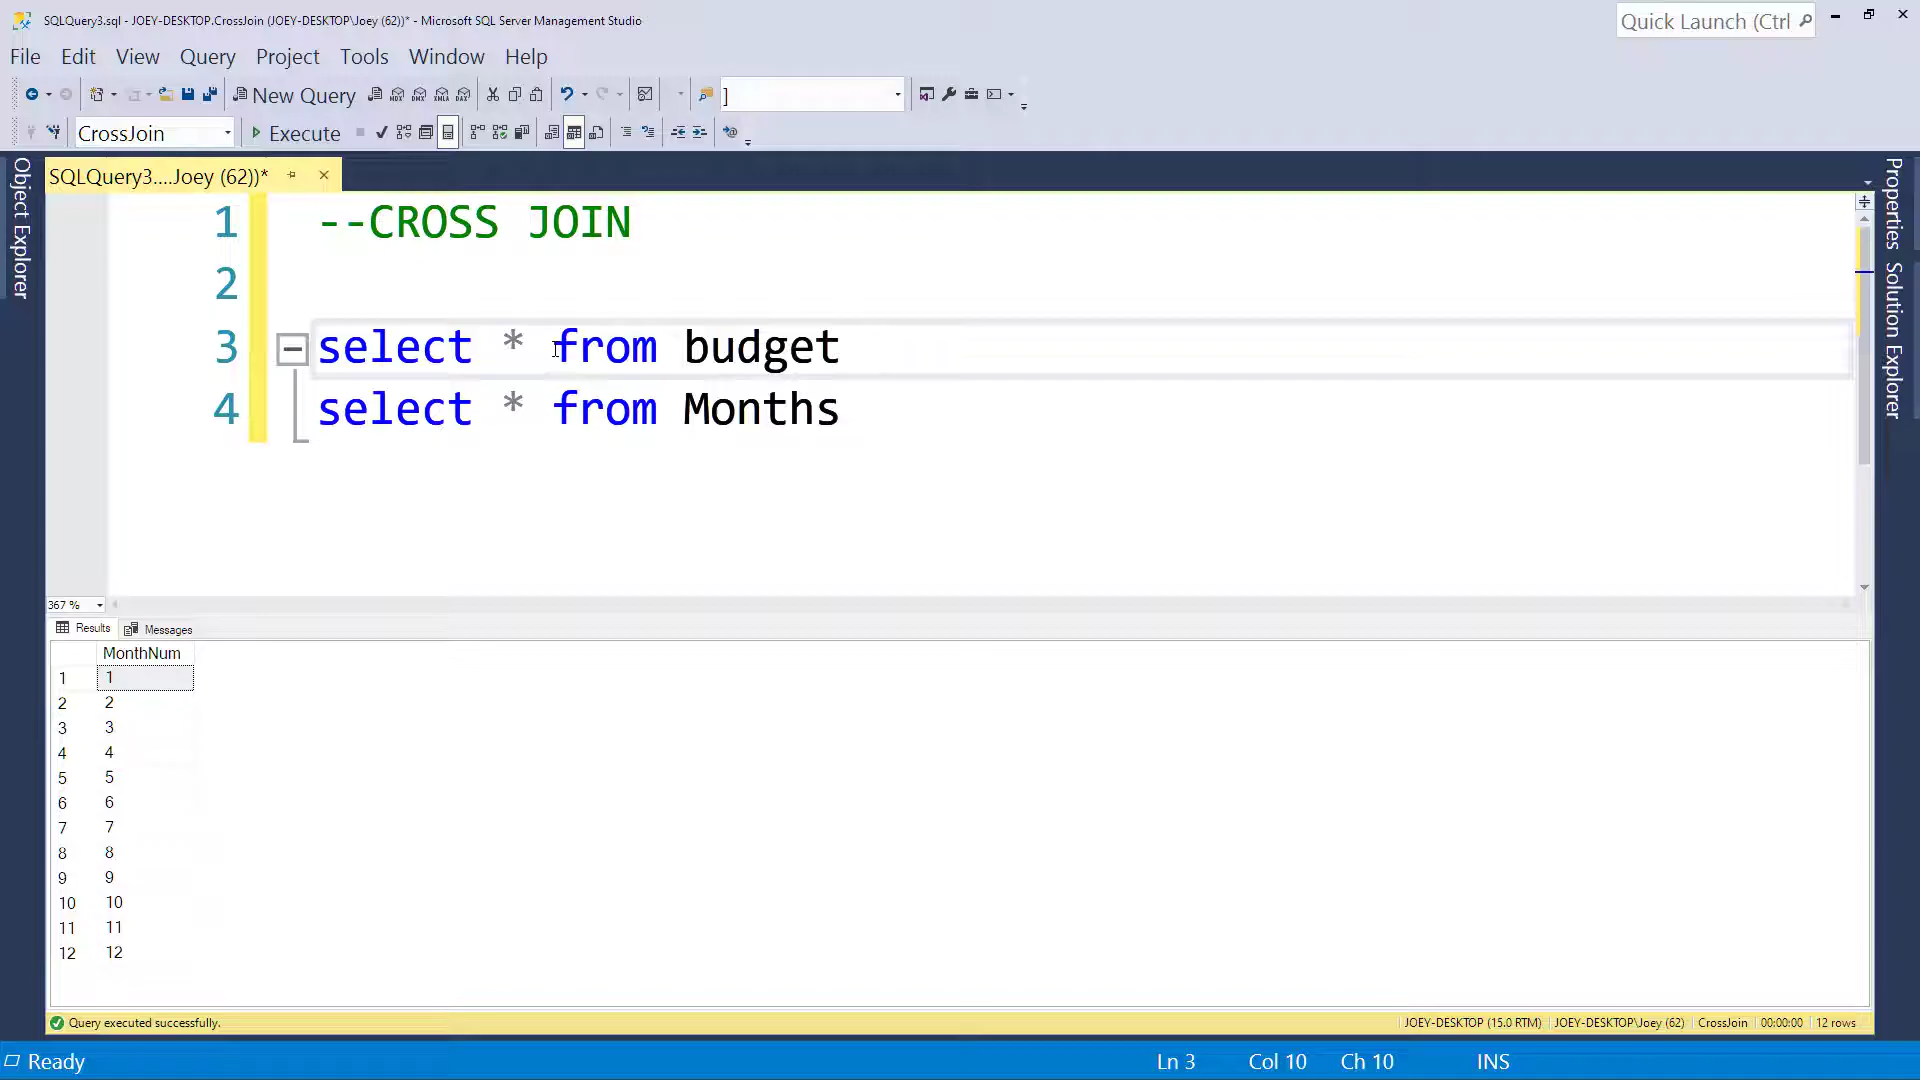 SQLQuery3.sql - JOEY-DESKTOP.CrossJoin (JOEY-DESKTOP\Joey (62))* - Microsoft SQL Server Management Studio
Quick Launch (Ctrl
File Edit View Query Project Tools Window Help
New Query
]
CrossJoin
Execute
SQLQuery3....Joey (62))*
Object Explorer
Properties
Solution Explorer
1 --CROSS JOIN
2
3 select * from budget
4 select * from Months
367 %
Results Messages
MonthNum
1 1
2 2
3 3
4 4
5 5
6 6
7 7
8 8
9 9
10 10
11 11
12 12
Query executed successfully.
JOEY-DESKTOP (15.0 RTM) JOEY-DESKTOP\Joey (62) CrossJoin 00:00:00 12 rows
Ready
Ln 3 Col 10 Ch 10 INS